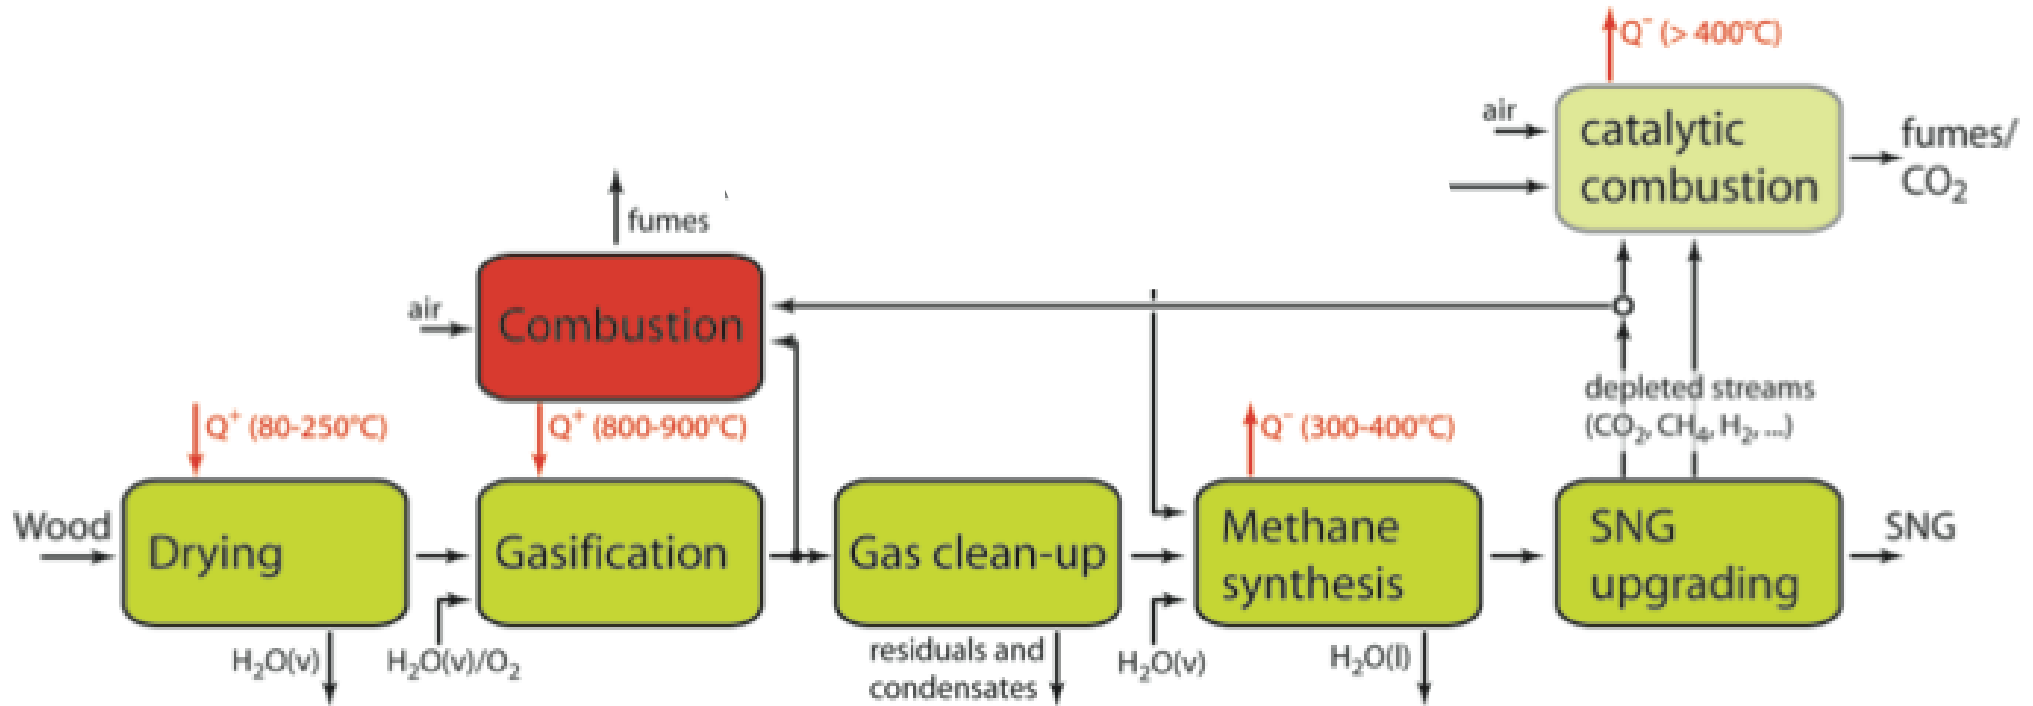 Q⁻ (> 400°C)
air
catalytic
combustion
fumes/
CO₂
fumes
air
Combustion
depleted streams
(CO₂, CH₄, H₂, ...)
Q⁺ (80-250°C)
Q⁺ (800-900°C)
Q⁻ (300-400°C)
Wood
Drying
Gasification
Gas clean-up
Methane
synthesis
SNG
upgrading
SNG
H₂O(v)
H₂O(v)/O₂
residuals and
condensates
H₂O(v)
H₂O(l)